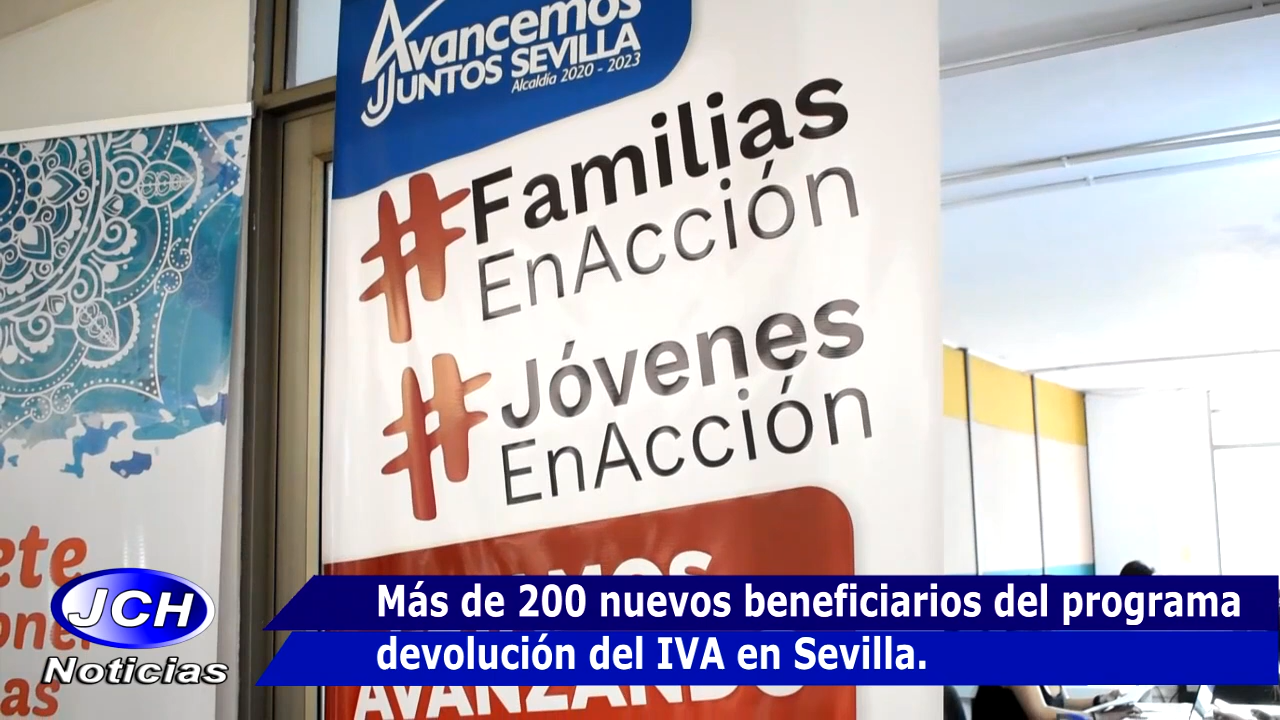 Avancemos
JUNTOS SEVILLA
Alcaldía 2020 - 2023
#Familias
EnAcción
#Jóvenes
EnAcción
AVANZANDO
Más de 200 nuevos beneficiarios del programa
devolución del IVA en Sevilla.
JCH
Noticias